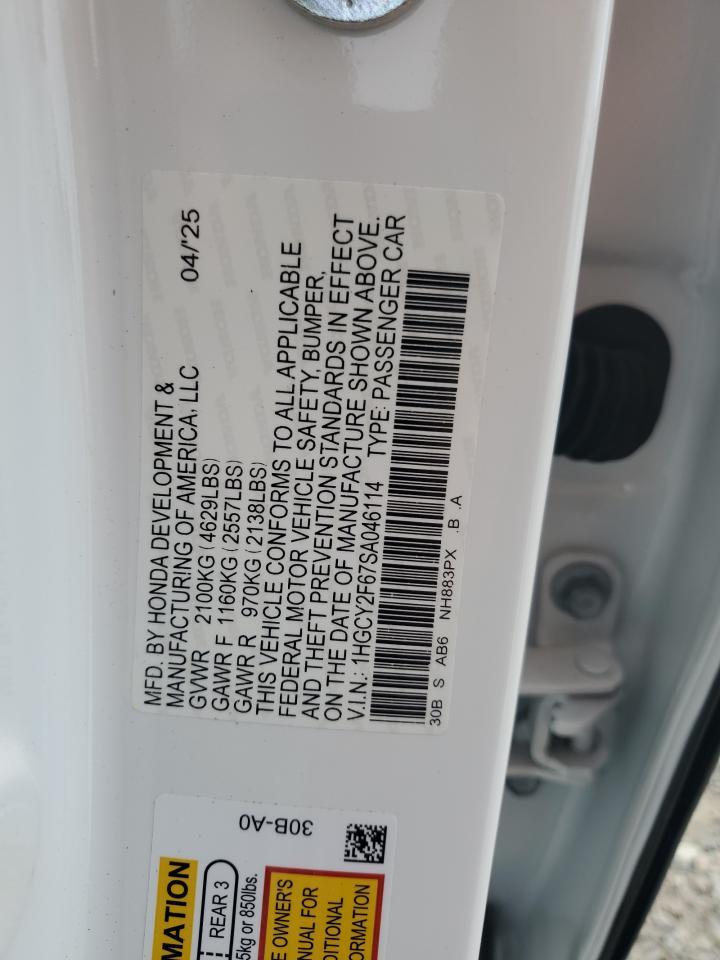 MFD. BY HONDA DEVELOPMENT &
MANUFACTURING OF AMERICA, LLC 04/'25
GVWR 2100KG (4629LBS)
GAWR F 1160KG (2557LBS)
GAWR R 970KG (2138LBS)
THIS VEHICLE CONFORMS TO ALL APPLICABLE
FEDERAL MOTOR VEHICLE SAFETY, BUMPER,
AND THEFT PREVENTION STANDARDS IN EFFECT
ON THE DATE OF MANUFACTURE SHOWN ABOVE.
V.I.N.: 1HGCY2F67SA046114 TYPE: PASSENGER CAR
30B S AB6 NH883PX .B .A
30B-A0
MATION
REAR 3
5kg or 850lbs.
E OWNER'S
NUAL FOR
DITIONAL
ORMATION